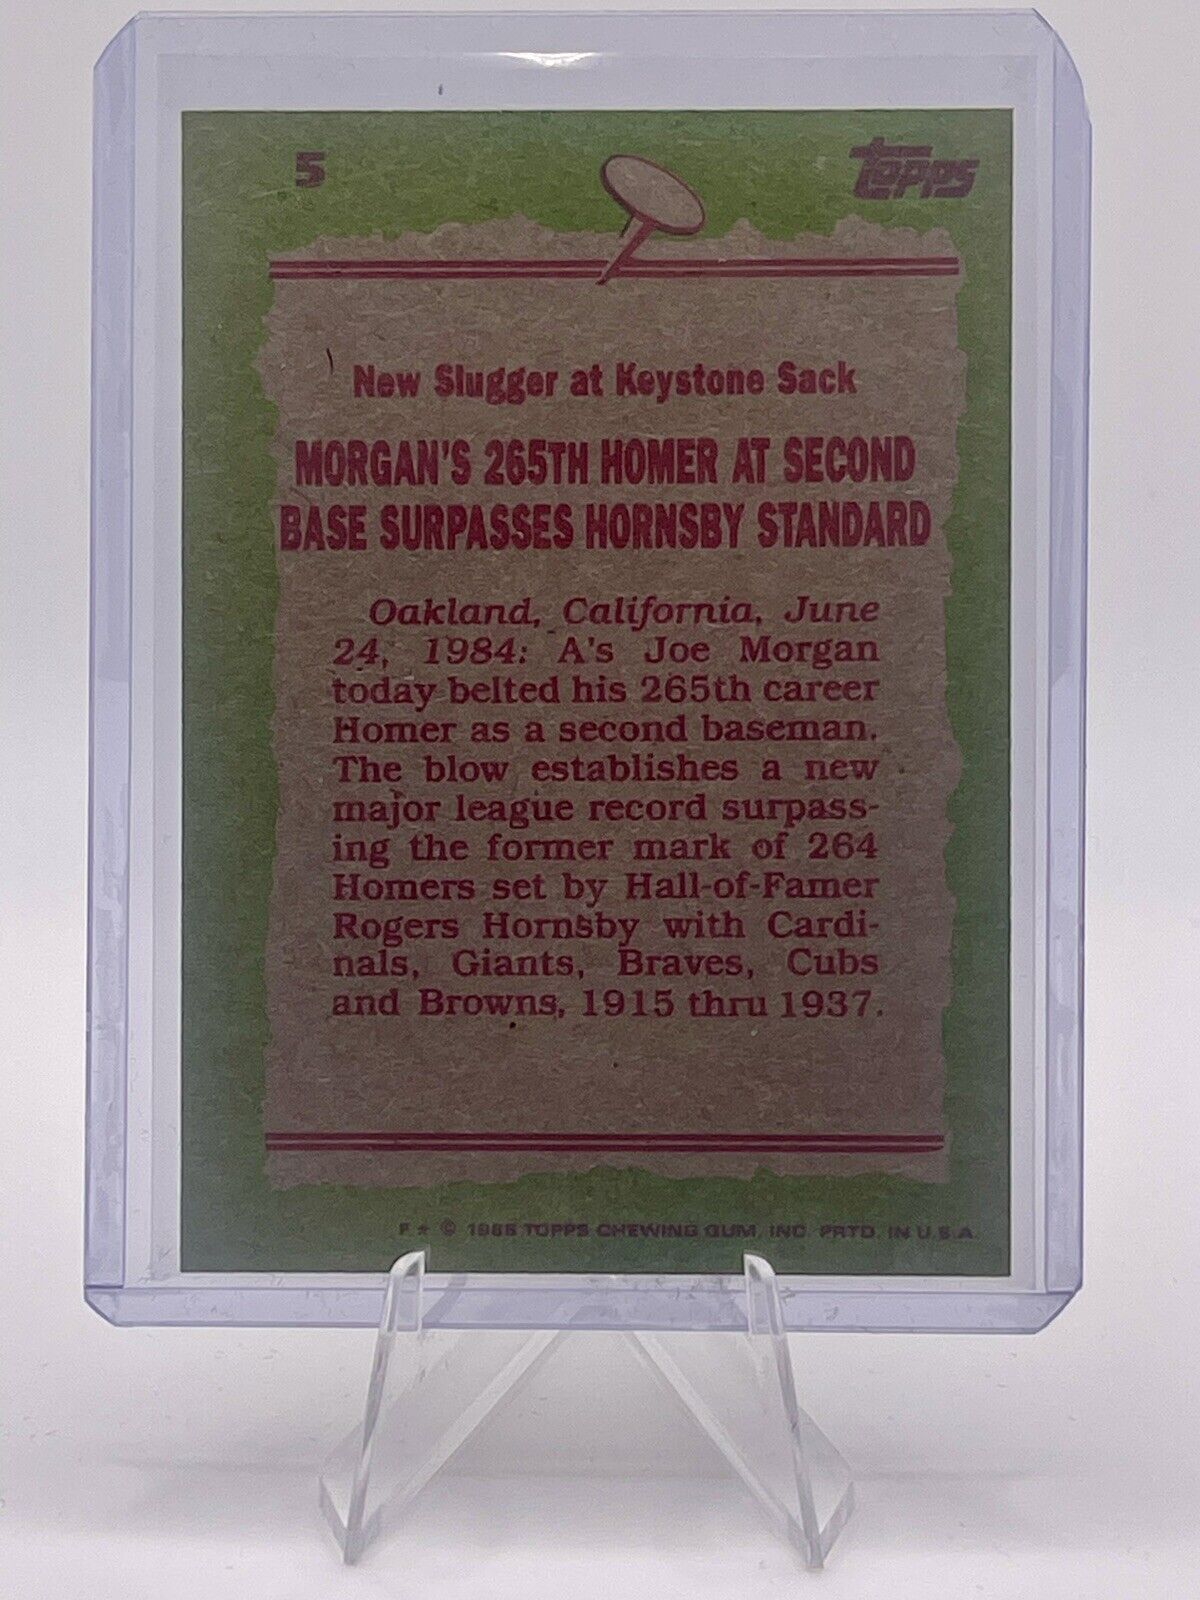 5
TOPPS
New Slugger at Keystone Sack
MORGAN'S 265TH HOMER AT SECOND
BASE SURPASSES HORNSBY STANDARD
Oakland, California, June
24, 1984: A's Joe Morgan
today belted his 265th career
Homer as a second baseman.
The blow establishes a new
major league record surpass-
ing the former mark of 264
Homers set by Hall-of-Famer
Rogers Hornsby with Cardi-
nals, Giants, Braves, Cubs
and Browns, 1915 thru 1937.
F ★ © 1985 TOPPS CHEWING GUM, INC. PRTD. IN U.S.A.